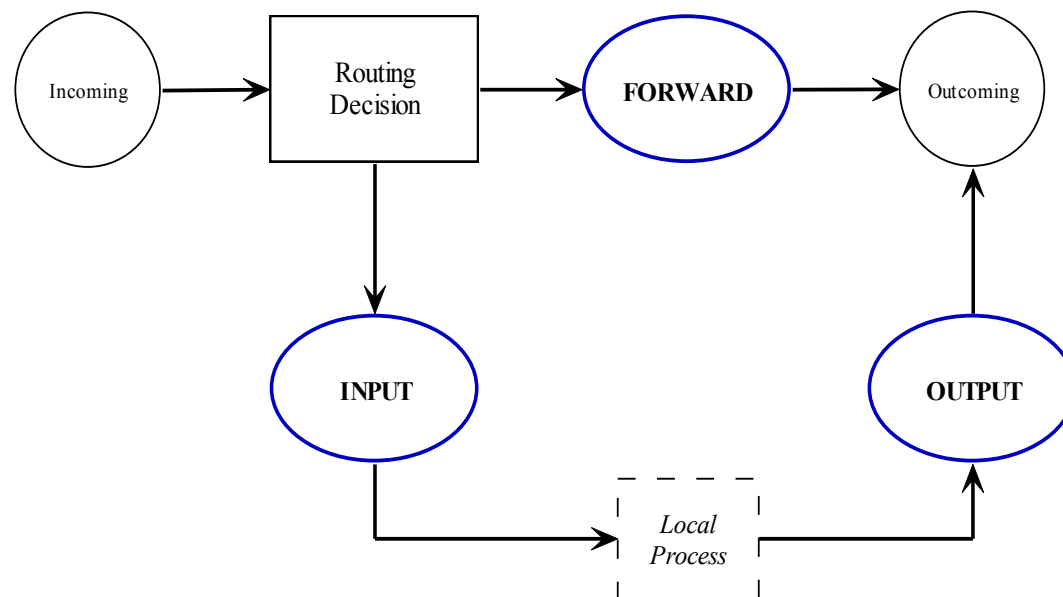 Incoming
Routing
Decision
FORWARD
Outcoming
INPUT
OUTPUT
Local
Process